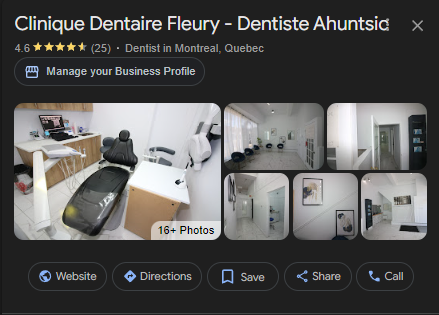 Clinique Dentaire Fleury - Dentiste Ahuntsic
4.6 ★★★★★ (25) · Dentist in Montreal, Quebec
Manage your Business Profile
16+ Photos
Website
Directions
Save
Share
Call